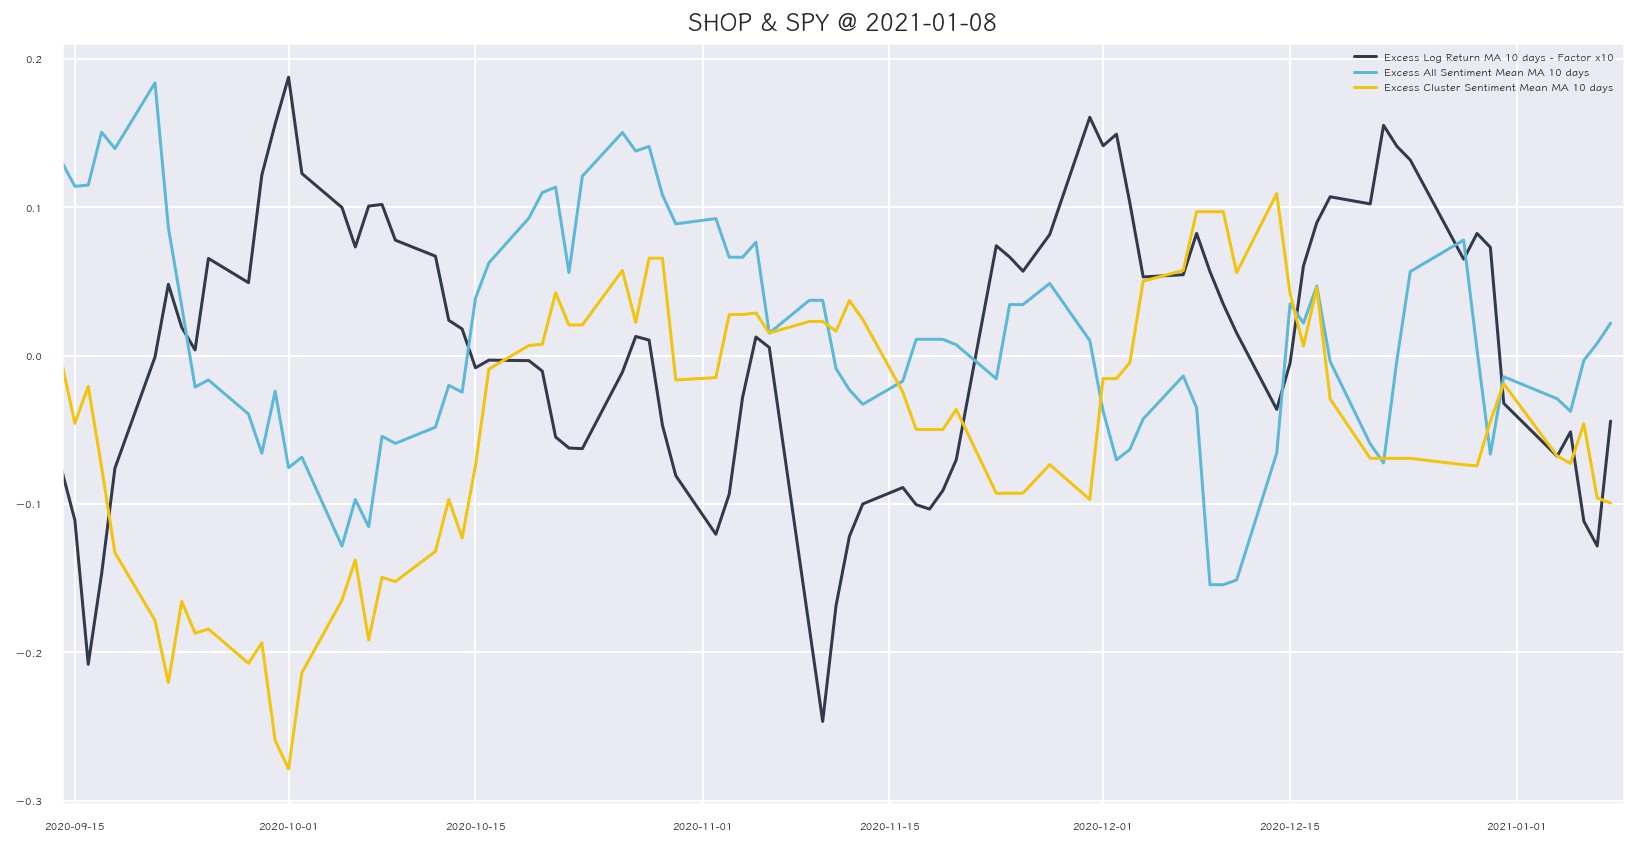 SHOP & SPY @ 2021-01-08
Excess Log Return MA 10 days - Factor x10
Excess All Sentiment Mean MA 10 days
Excess Cluster Sentiment Mean MA 10 days
0.2
0.1
0.0
−0.1
−0.2
−0.3
2020-09-15 2020-10-01 2020-10-15 2020-11-01 2020-11-15 2020-12-01 2020-12-15 2021-01-01